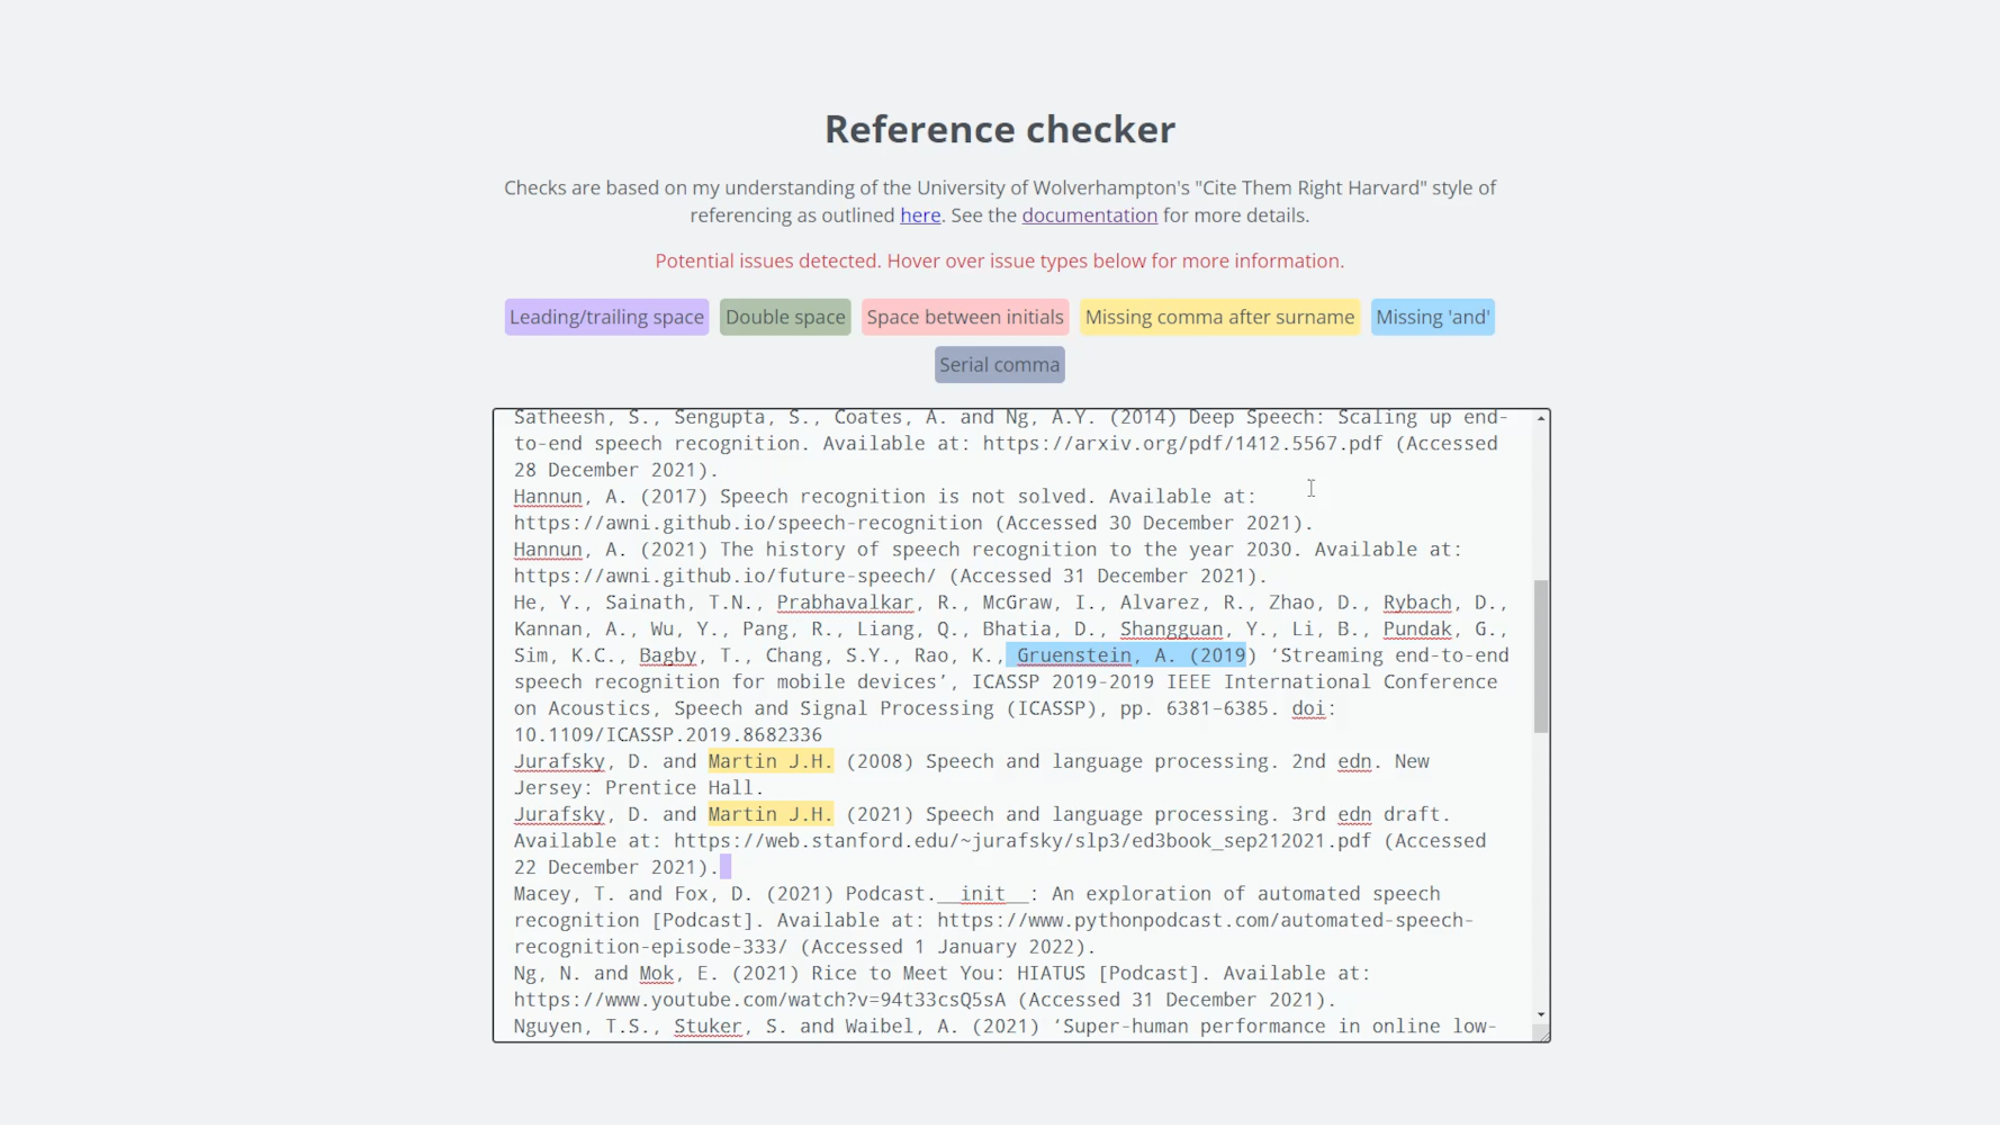 Reference checker
Checks are based on my understanding of the University of Wolverhampton's "Cite Them Right Harvard" style of
referencing as outlined here. See the documentation for more details.
Potential issues detected. Hover over issue types below for more information.
Leading/trailing space Double space Space between initials Missing comma after surname Missing 'and'
Serial comma
Satheesh, S., Sengupta, S., Coates, A. and Ng, A.Y. (2014) Deep Speech: Scaling up end-
to-end speech recognition. Available at: https://arxiv.org/pdf/1412.5567.pdf (Accessed
28 December 2021).
Hannun, A. (2017) Speech recognition is not solved. Available at:
https://awni.github.io/speech-recognition (Accessed 30 December 2021).
Hannun, A. (2021) The history of speech recognition to the year 2030. Available at:
https://awni.github.io/future-speech/ (Accessed 31 December 2021).
He, Y., Sainath, T.N., Prabhavalkar, R., McGraw, I., Alvarez, R., Zhao, D., Rybach, D.,
Kannan, A., Wu, Y., Pang, R., Liang, Q., Bhatia, D., Shangguan, Y., Li, B., Pundak, G.,
Sim, K.C., Bagby, T., Chang, S.Y., Rao, K., Gruenstein, A. (2019) ‘Streaming end-to-end
speech recognition for mobile devices’, ICASSP 2019-2019 IEEE International Conference
on Acoustics, Speech and Signal Processing (ICASSP), pp. 6381–6385. doi:
10.1109/ICASSP.2019.8682336
Jurafsky, D. and Martin J.H. (2008) Speech and language processing. 2nd edn. New
Jersey: Prentice Hall.
Jurafsky, D. and Martin J.H. (2021) Speech and language processing. 3rd edn draft.
Available at: https://web.stanford.edu/~jurafsky/slp3/ed3book_sep212021.pdf (Accessed
22 December 2021).
Macey, T. and Fox, D. (2021) Podcast.__init__: An exploration of automated speech
recognition [Podcast]. Available at: https://www.pythonpodcast.com/automated-speech-
recognition-episode-333/ (Accessed 1 January 2022).
Ng, N. and Mok, E. (2021) Rice to Meet You: HIATUS [Podcast]. Available at:
https://www.youtube.com/watch?v=94t33csQ5sA (Accessed 31 December 2021).
Nguyen, T.S., Stuker, S. and Waibel, A. (2021) ‘Super-human performance in online low-